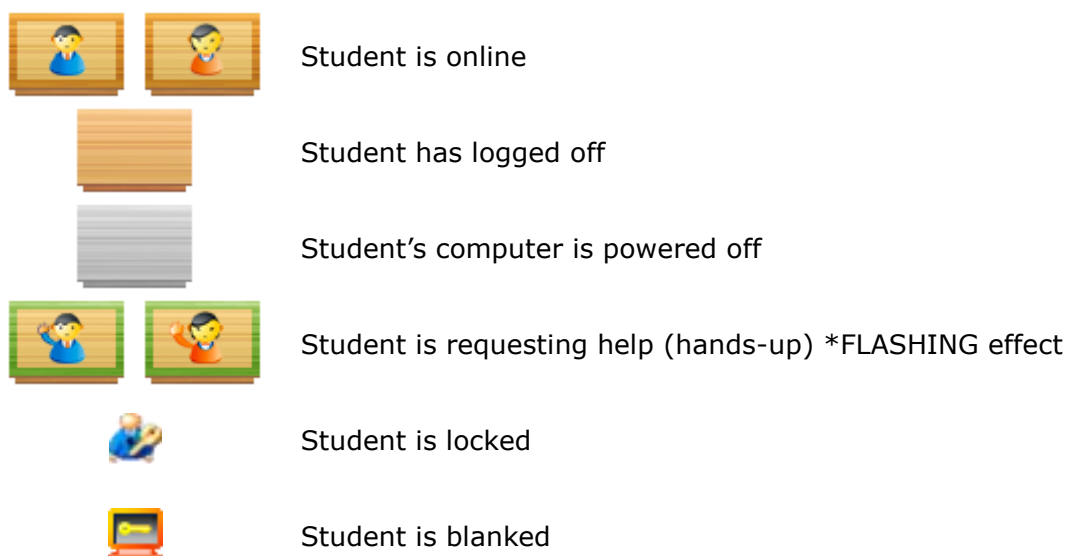 Student is online
Student has logged off
Student’s computer is powered off
Student is requesting help (hands-up) *FLASHING effect
Student is locked
Student is blanked